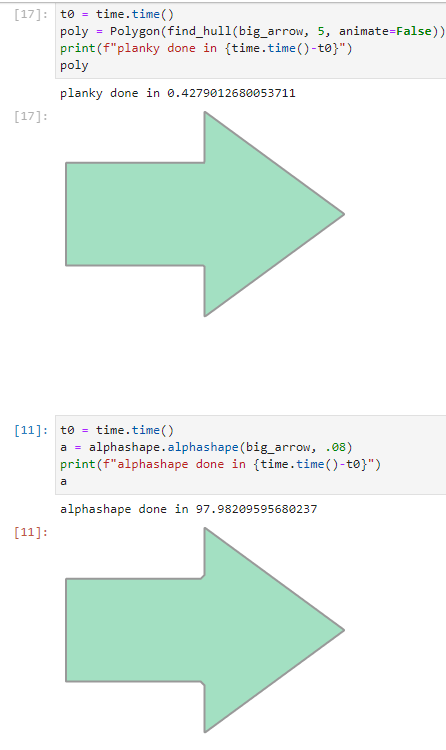 [17]: t0 = time.time()
poly = Polygon(find_hull(big_arrow, 5, animate=False))
print(f"planky done in {time.time()-t0}")
poly
planky done in 0.4279012680053711
[17]:
[11]: t0 = time.time()
a = alphashape.alphashape(big_arrow, .08)
print(f"alphashape done in {time.time()-t0}")
a
alphashape done in 97.98209595680237
[11]: